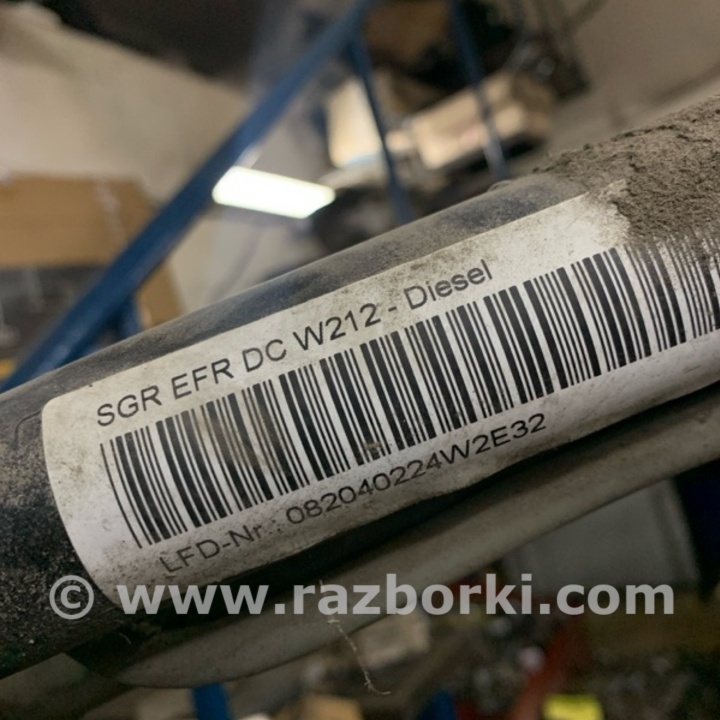 SGR EFR DC W212 - Diesel
LFD-Nr.: 082040224W2E32
© www.razborki.com